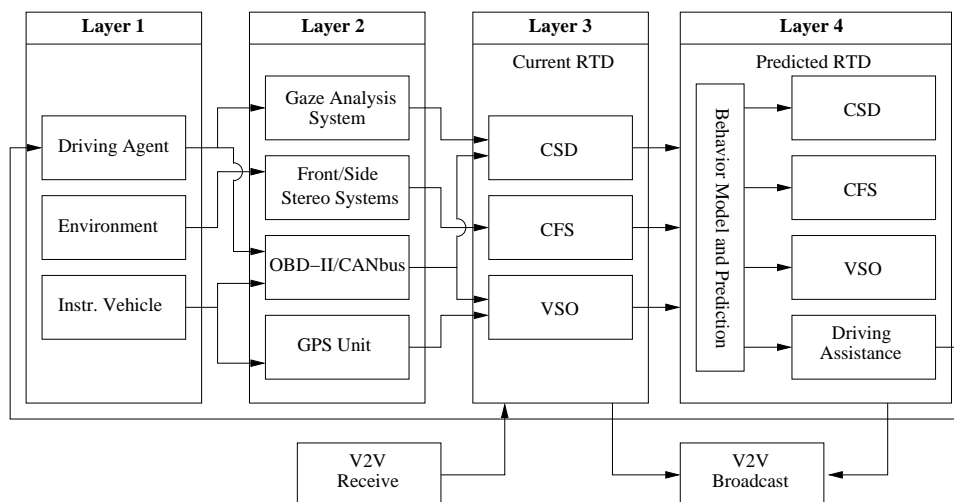 Layer 1
Layer 2
Layer 3
Layer 4
Driving Agent
Environment
Instr. Vehicle
Gaze Analysis
System
Front/Side
Stereo Systems
OBD−II/CANbus
GPS Unit
Current RTD
CSD
CFS
VSO
Predicted RTD
Behavior Model and Prediction
CSD
CFS
VSO
Driving
Assistance
V2V
Receive
V2V
Broadcast